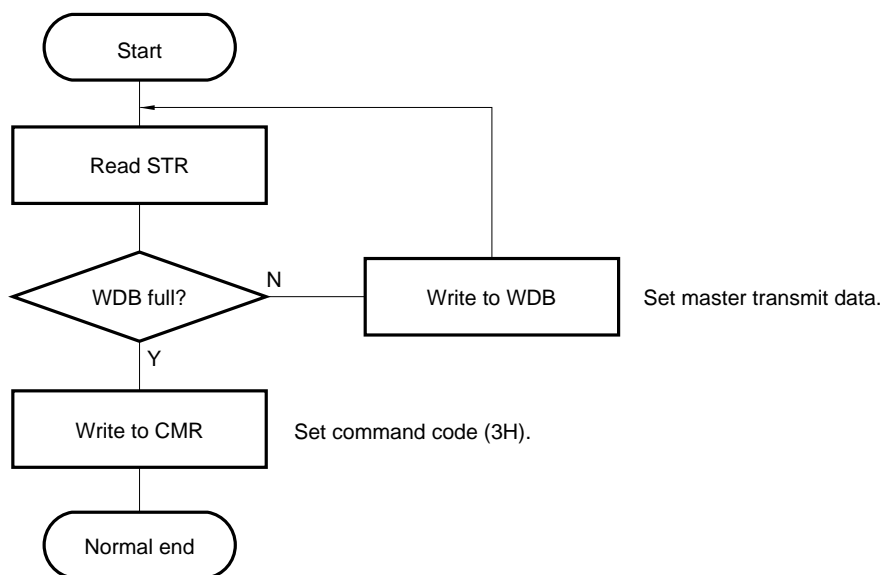 Start
Read STR
WDB full?
N
Write to WDB
Set master transmit data.
Y
Write to CMR
Set command code (3H).
Normal end